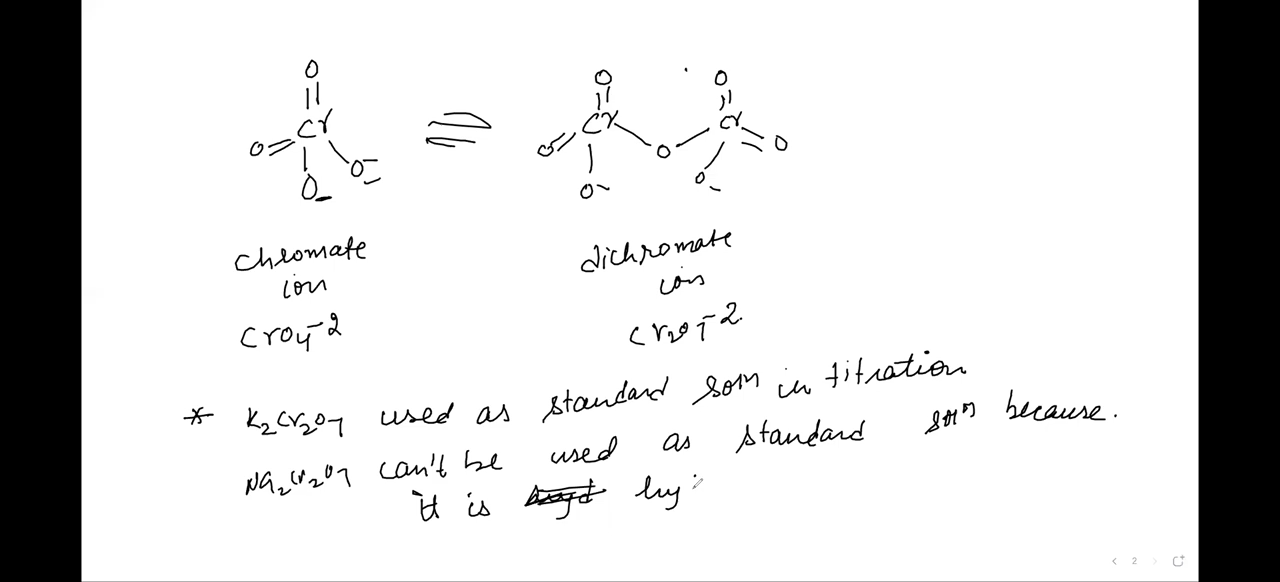 O O O
Cr Cr Cr
O O O O O
O O O
chromate dichromate
ion ion
CrO4-2 Cr2O7-2
* K2Cr2O7 used as standard soln in titration
Na2Cr2O7 can't be used as standard soln because.
it is hy
2